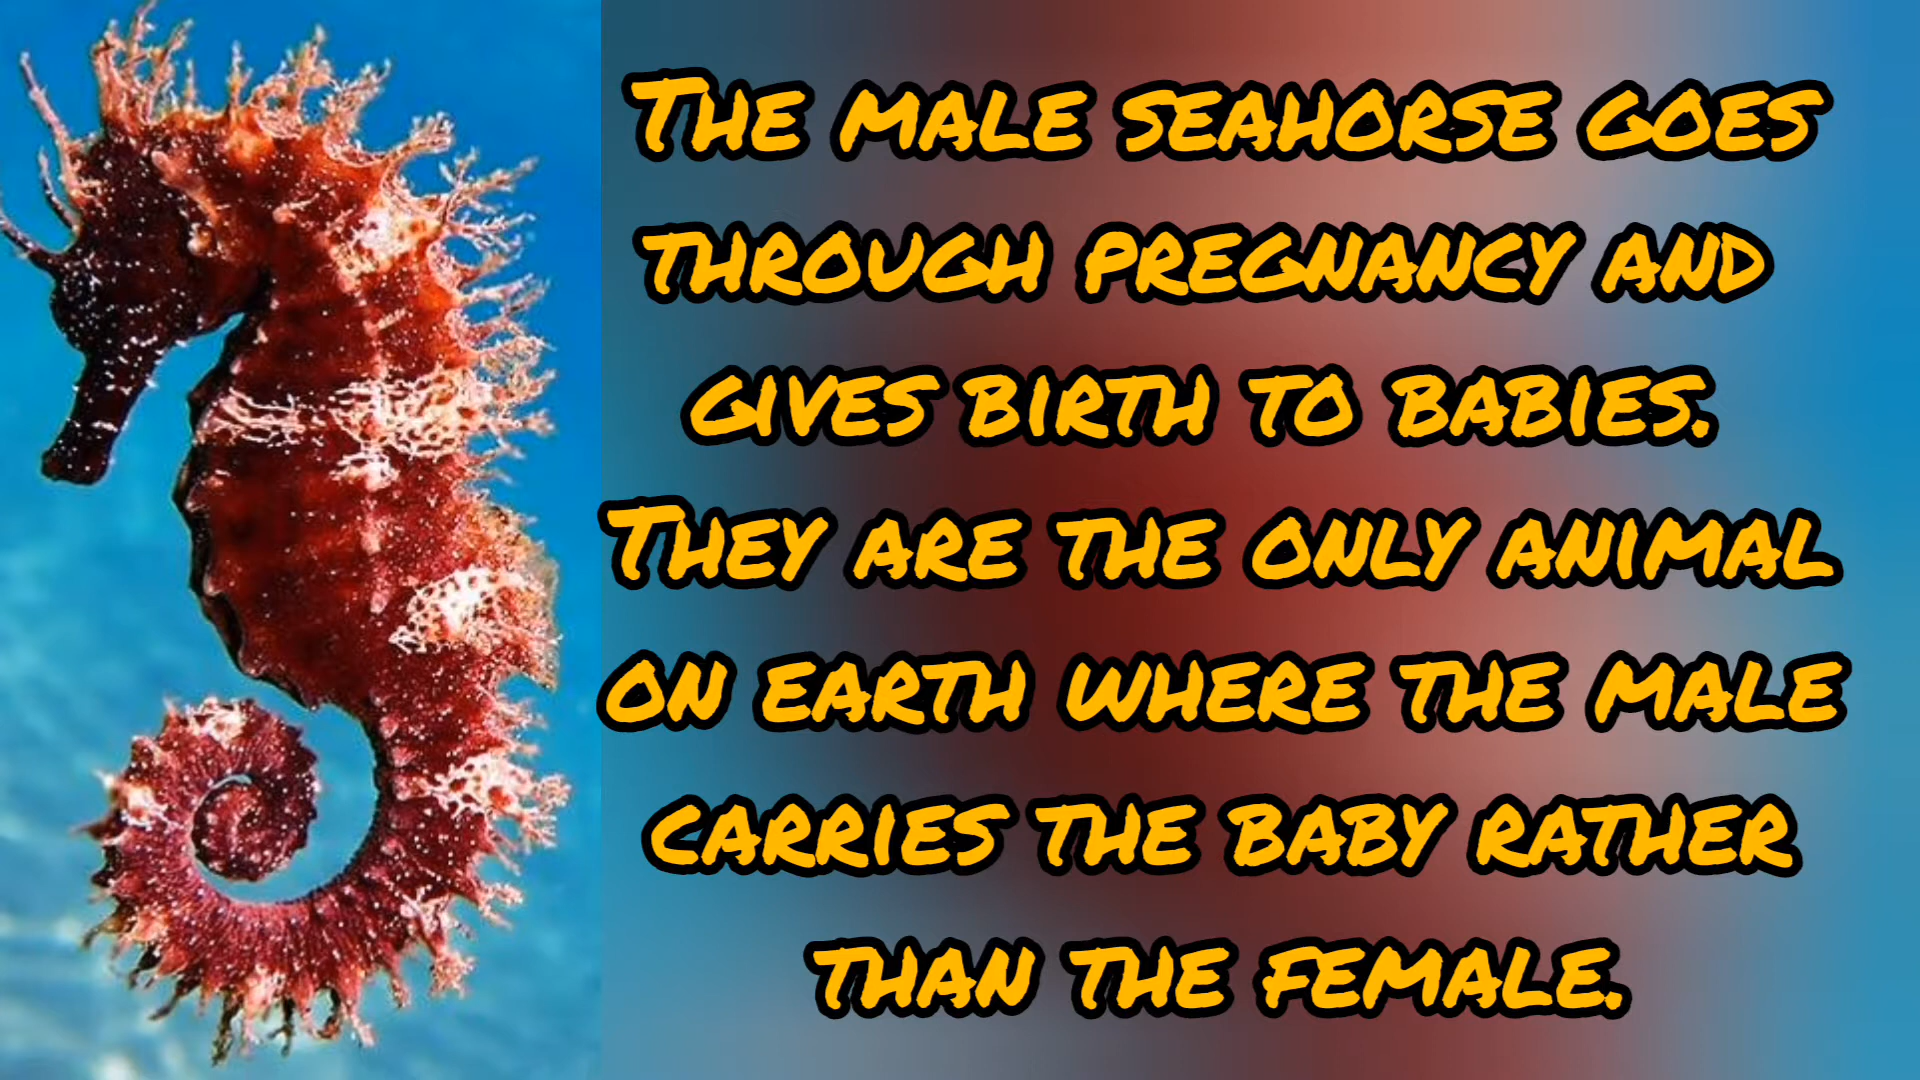 The male seahorse goes
through pregnancy and
gives birth to babies.
They are the only animal
on earth where the male
carries the baby rather
than the female.